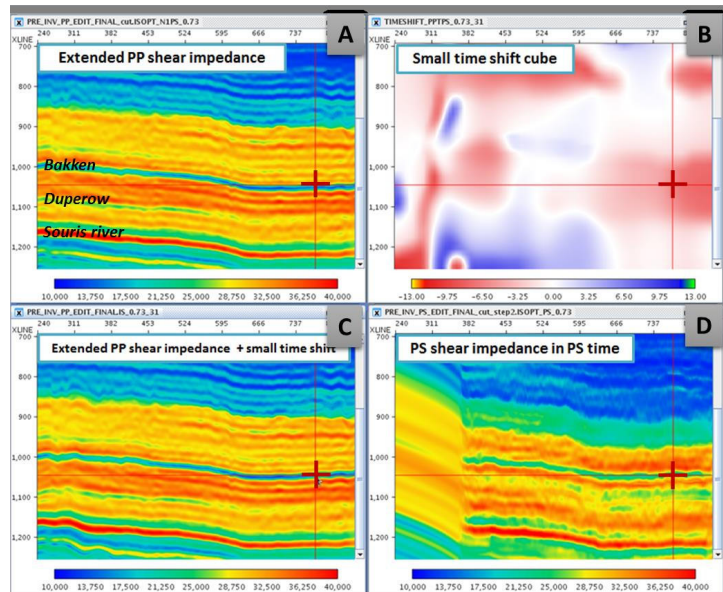 PRE_INV_PP_EDIT_FINAL_cut.ISOPT_N1PS_0.73
A
XLINE 240 311 382 453 524 595 666 737
Extended PP shear impedance
700
800
900
1,000
1,100
1,200
Bakken
Duperow
Souris river
10,000 13,750 17,500 21,250 25,000 28,750 32,500 36,250 40,000
TIMESHIFT_PPTPS_0.73_31
B
XLINE 240 311 382 453 524 595 666 737
Small time shift cube
700
800
900
1,000
1,100
1,200
-13.00 -9.75 -6.50 -3.25 0.00 3.25 6.50 9.75 13.00
PRE_INV_PP_EDIT_FINAL.IS_0.73_31
C
XLINE 240 311 382 453 524 595 666 737
Extended PP shear impedance + small time shift
700
800
900
1,000
1,100
1,200
10,000 13,750 17,500 21,250 25,000 28,750 32,500 36,250 40,000
PRE_INV_PS_EDIT_FINAL_cut_step2.ISOPT_PS_0.73
D
XLINE 240 311 382 453 524 595 666 737
PS shear impedance in PS time
700
800
900
1,000
1,100
1,200
10,000 13,750 17,500 21,250 25,000 28,750 32,500 36,250 40,000